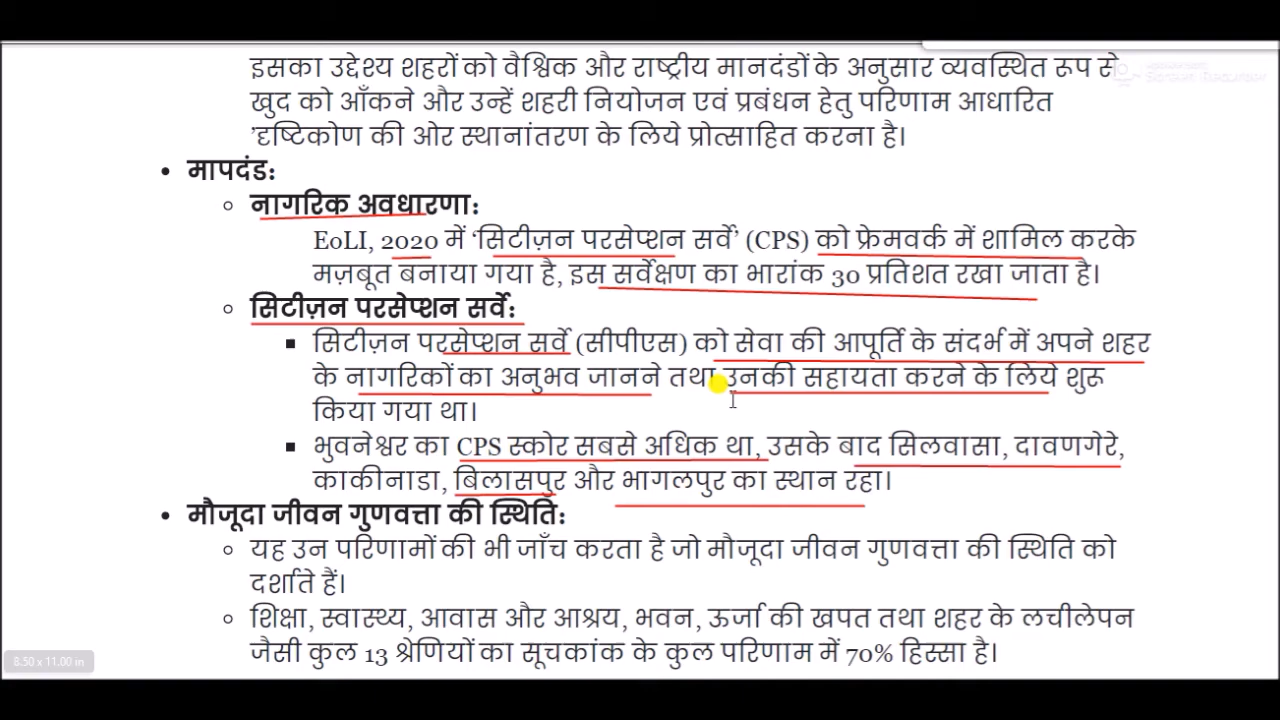 इसका उद्देश्य शहरों को वैश्विक और राष्ट्रीय मानदंडों के अनुसार व्यवस्थित रूप से
खुद को आँकने और उन्हें शहरी नियोजन एवं प्रबंधन हेतु परिणाम आधारित
'दृष्टिकोण की ओर स्थानांतरण के लिये प्रोत्साहित करना है।
• मापदंड:
○ नागरिक अवधारणा:
EoLI, 2020 में ‘सिटीज़न परसेप्शन सर्वे’ (CPS) को फ्रेमवर्क में शामिल करके
मज़बूत बनाया गया है, इस सर्वेक्षण का भारांक 30 प्रतिशत रखा जाता है।
○ सिटीज़न परसेप्शन सर्वे:
▪ सिटीज़न परसेप्शन सर्वे (सीपीएस) को सेवा की आपूर्ति के संदर्भ में अपने शहर
के नागरिकों का अनुभव जानने तथा उनकी सहायता करने के लिये शुरू
किया गया था।
▪ भुवनेश्वर का CPS स्कोर सबसे अधिक था, उसके बाद सिलवासा, दावणगेरे,
काकीनाडा, बिलासपुर और भागलपुर का स्थान रहा।
• मौजूदा जीवन गुणवत्ता की स्थिति:
○ यह उन परिणामों की भी जाँच करता है जो मौजूदा जीवन गुणवत्ता की स्थिति को
दर्शाते हैं।
○ शिक्षा, स्वास्थ्य, आवास और आश्रय, भवन, ऊर्जा की खपत तथा शहर के लचीलेपन
जैसी कुल 13 श्रेणियों का सूचकांक के कुल परिणाम में 70% हिस्सा है।
8.50 x 11.00 in